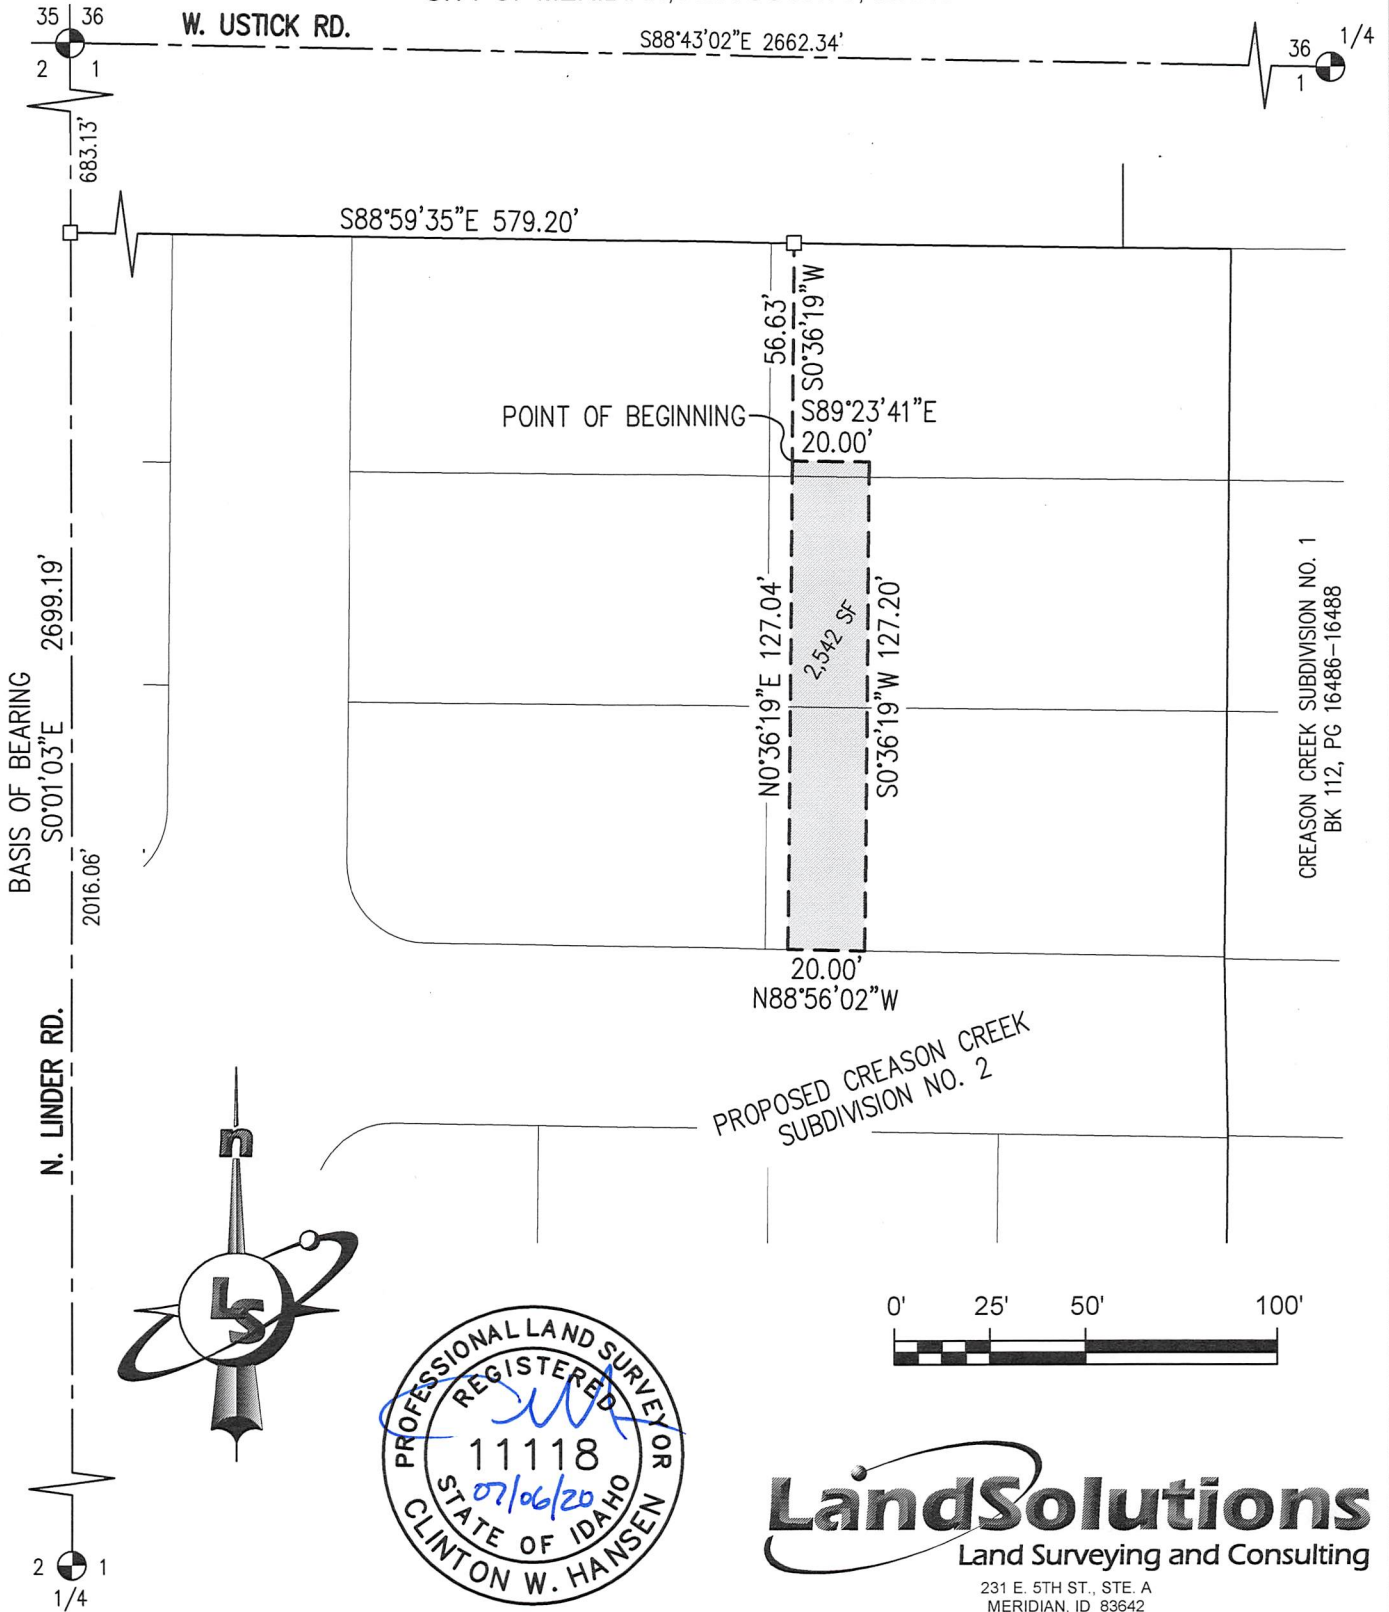 35 36
2 1
W. USTICK RD.
S88°43'02"E 2662.34'
36 1/4
1
683.13'
S88°59'35"E 579.20'
56.63'
S0°36'19"W
POINT OF BEGINNING
S89°23'41"E
20.00'
BASIS OF BEARING
S0°01'03"E 2699.19'
2016.06'
N0°36'19"E 127.04'
2,542 SF
S0°36'19"W 127.20'
CREASON CREEK SUBDIVISION NO. 1
BK 112, PG 16486-16488
20.00'
N88°56'02"W
N. LINDER RD.
PROPOSED CREASON CREEK
SUBDIVISION NO. 2
n
LS
0' 25' 50' 100'
PROFESSIONAL LAND SURVEYOR
REGISTERED
11118
07/06/20
STATE OF IDAHO
CLINTON W. HANSEN
LandSolutions
Land Surveying and Consulting
231 E. 5TH ST., STE. A
MERIDIAN, ID 83642
2 1
1/4